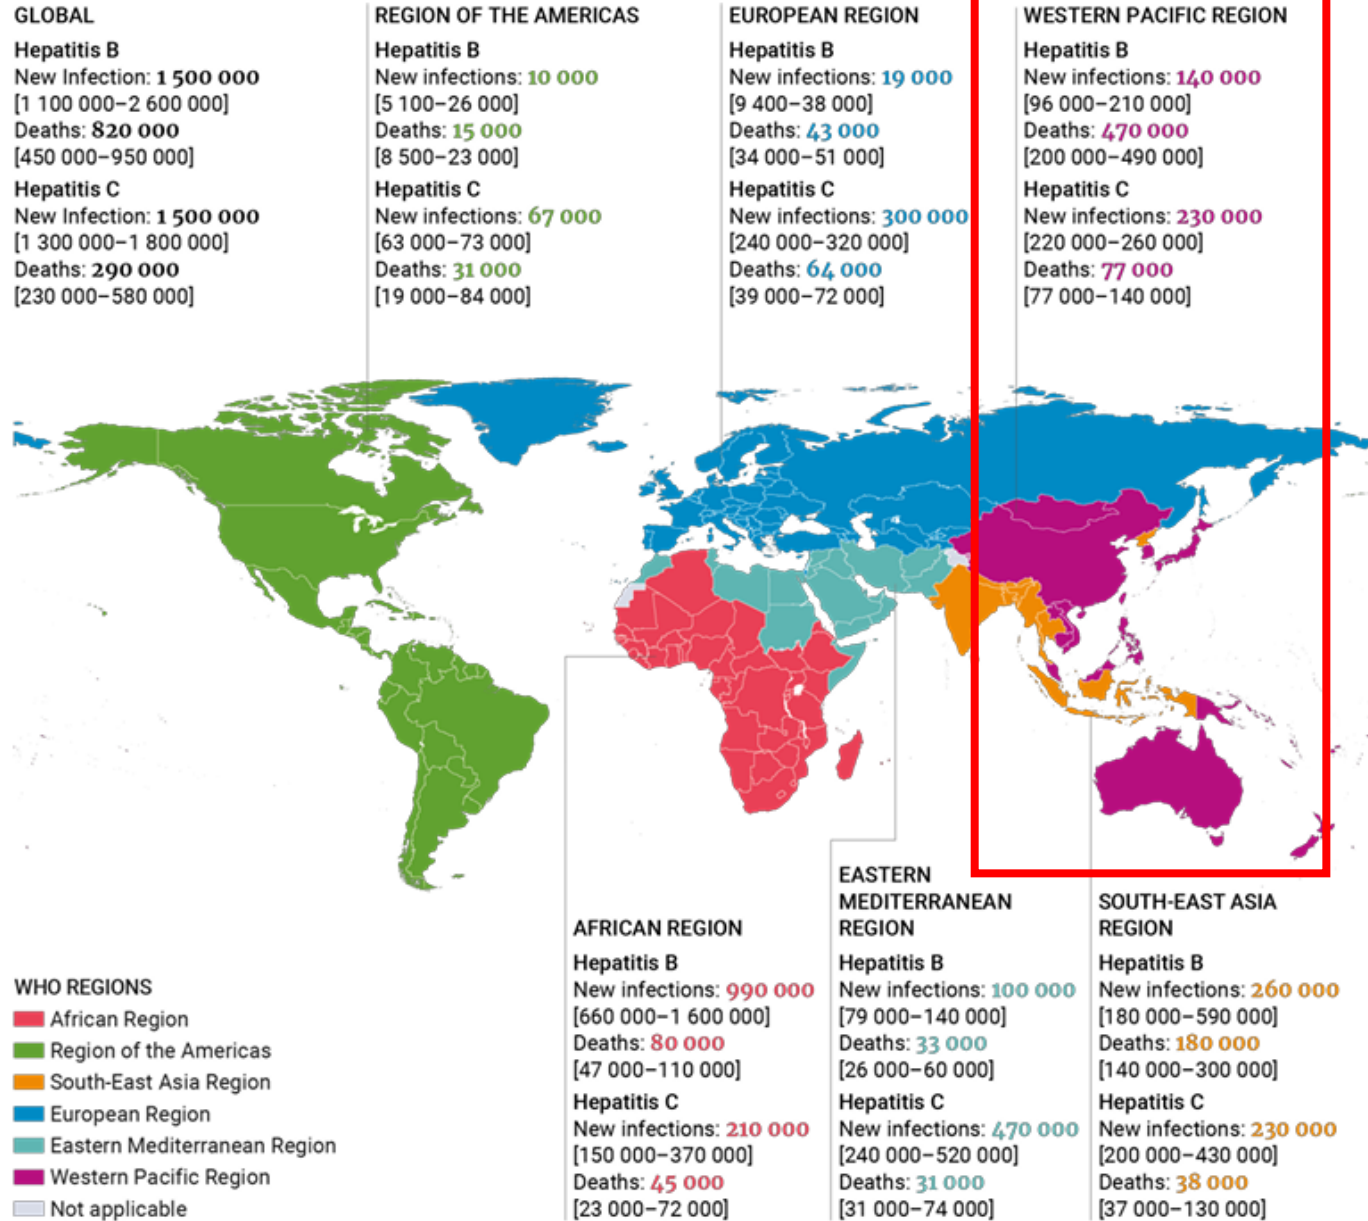 GLOBAL
Hepatitis B
New Infection: 1 500 000
[1 100 000–2 600 000]
Deaths: 820 000
[450 000–950 000]
Hepatitis C
New Infection: 1 500 000
[1 300 000–1 800 000]
Deaths: 290 000
[230 000–580 000]
REGION OF THE AMERICAS
Hepatitis B
New infections: 10 000
[5 100–26 000]
Deaths: 15 000
[8 500–23 000]
Hepatitis C
New infections: 67 000
[63 000–73 000]
Deaths: 31 000
[19 000–84 000]
EUROPEAN REGION
Hepatitis B
New infections: 19 000
[9 400–38 000]
Deaths: 43 000
[34 000–51 000]
Hepatitis C
New infections: 300 000
[240 000–320 000]
Deaths: 64 000
[39 000–72 000]
WESTERN PACIFIC REGION
Hepatitis B
New infections: 140 000
[96 000–210 000]
Deaths: 470 000
[200 000–490 000]
Hepatitis C
New infections: 230 000
[220 000–260 000]
Deaths: 77 000
[77 000–140 000]
WHO REGIONS
African Region
Region of the Americas
South-East Asia Region
European Region
Eastern Mediterranean Region
Western Pacific Region
Not applicable
AFRICAN REGION
Hepatitis B
New infections: 990 000
[660 000–1 600 000]
Deaths: 80 000
[47 000–110 000]
Hepatitis C
New infections: 210 000
[150 000–370 000]
Deaths: 45 000
[23 000–72 000]
EASTERN
MEDITERRANEAN
REGION
Hepatitis B
New infections: 100 000
[79 000–140 000]
Deaths: 33 000
[26 000–60 000]
Hepatitis C
New infections: 470 000
[240 000–520 000]
Deaths: 31 000
[31 000–74 000]
SOUTH-EAST ASIA
REGION
Hepatitis B
New infections: 260 000
[180 000–590 000]
Deaths: 180 000
[140 000–300 000]
Hepatitis C
New infections: 230 000
[200 000–430 000]
Deaths: 38 000
[37 000–130 000]